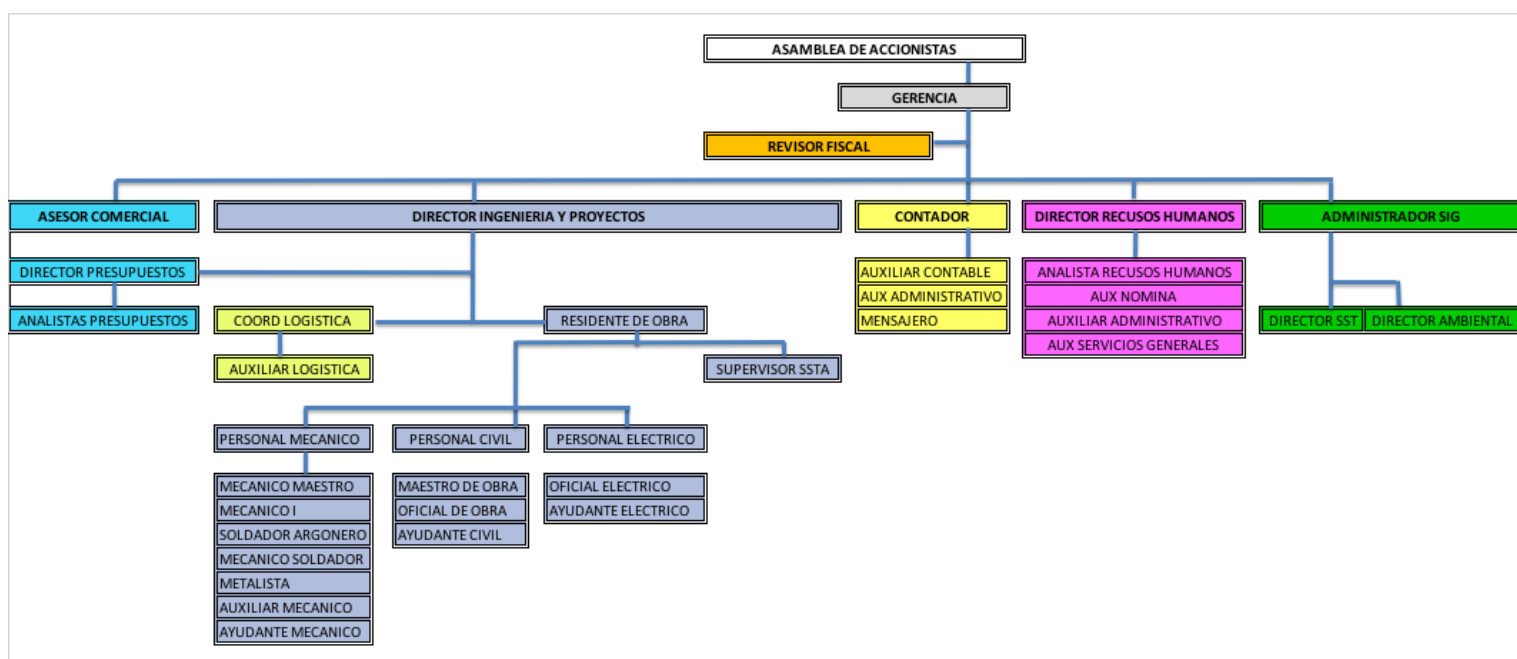 ASAMBLEA DE ACCIONISTAS
GERENCIA
REVISOR FISCAL
ASESOR COMERCIAL
DIRECTOR INGENIERIA Y PROYECTOS
CONTADOR
DIRECTOR RECUSOS HUMANOS
ADMINISTRADOR SIG
DIRECTOR PRESUPUESTOS
ANALISTAS PRESUPUESTOS
COORD LOGISTICA
AUXILIAR LOGISTICA
RESIDENTE DE OBRA
SUPERVISOR SSTA
AUXILIAR CONTABLE
AUX ADMINISTRATIVO
MENSAJERO
ANALISTA RECUSOS HUMANOS
AUX NOMINA
AUXILIAR ADMINISTRATIVO
AUX SERVICIOS GENERALES
DIRECTOR SST
DIRECTOR AMBIENTAL
PERSONAL MECANICO
PERSONAL CIVIL
PERSONAL ELECTRICO
MECANICO MAESTRO
MECANICO I
SOLDADOR ARGONERO
MECANICO SOLDADOR
METALISTA
AUXILIAR MECANICO
AYUDANTE MECANICO
MAESTRO DE OBRA
OFICIAL DE OBRA
AYUDANTE CIVIL
OFICIAL ELECTRICO
AYUDANTE ELECTRICO